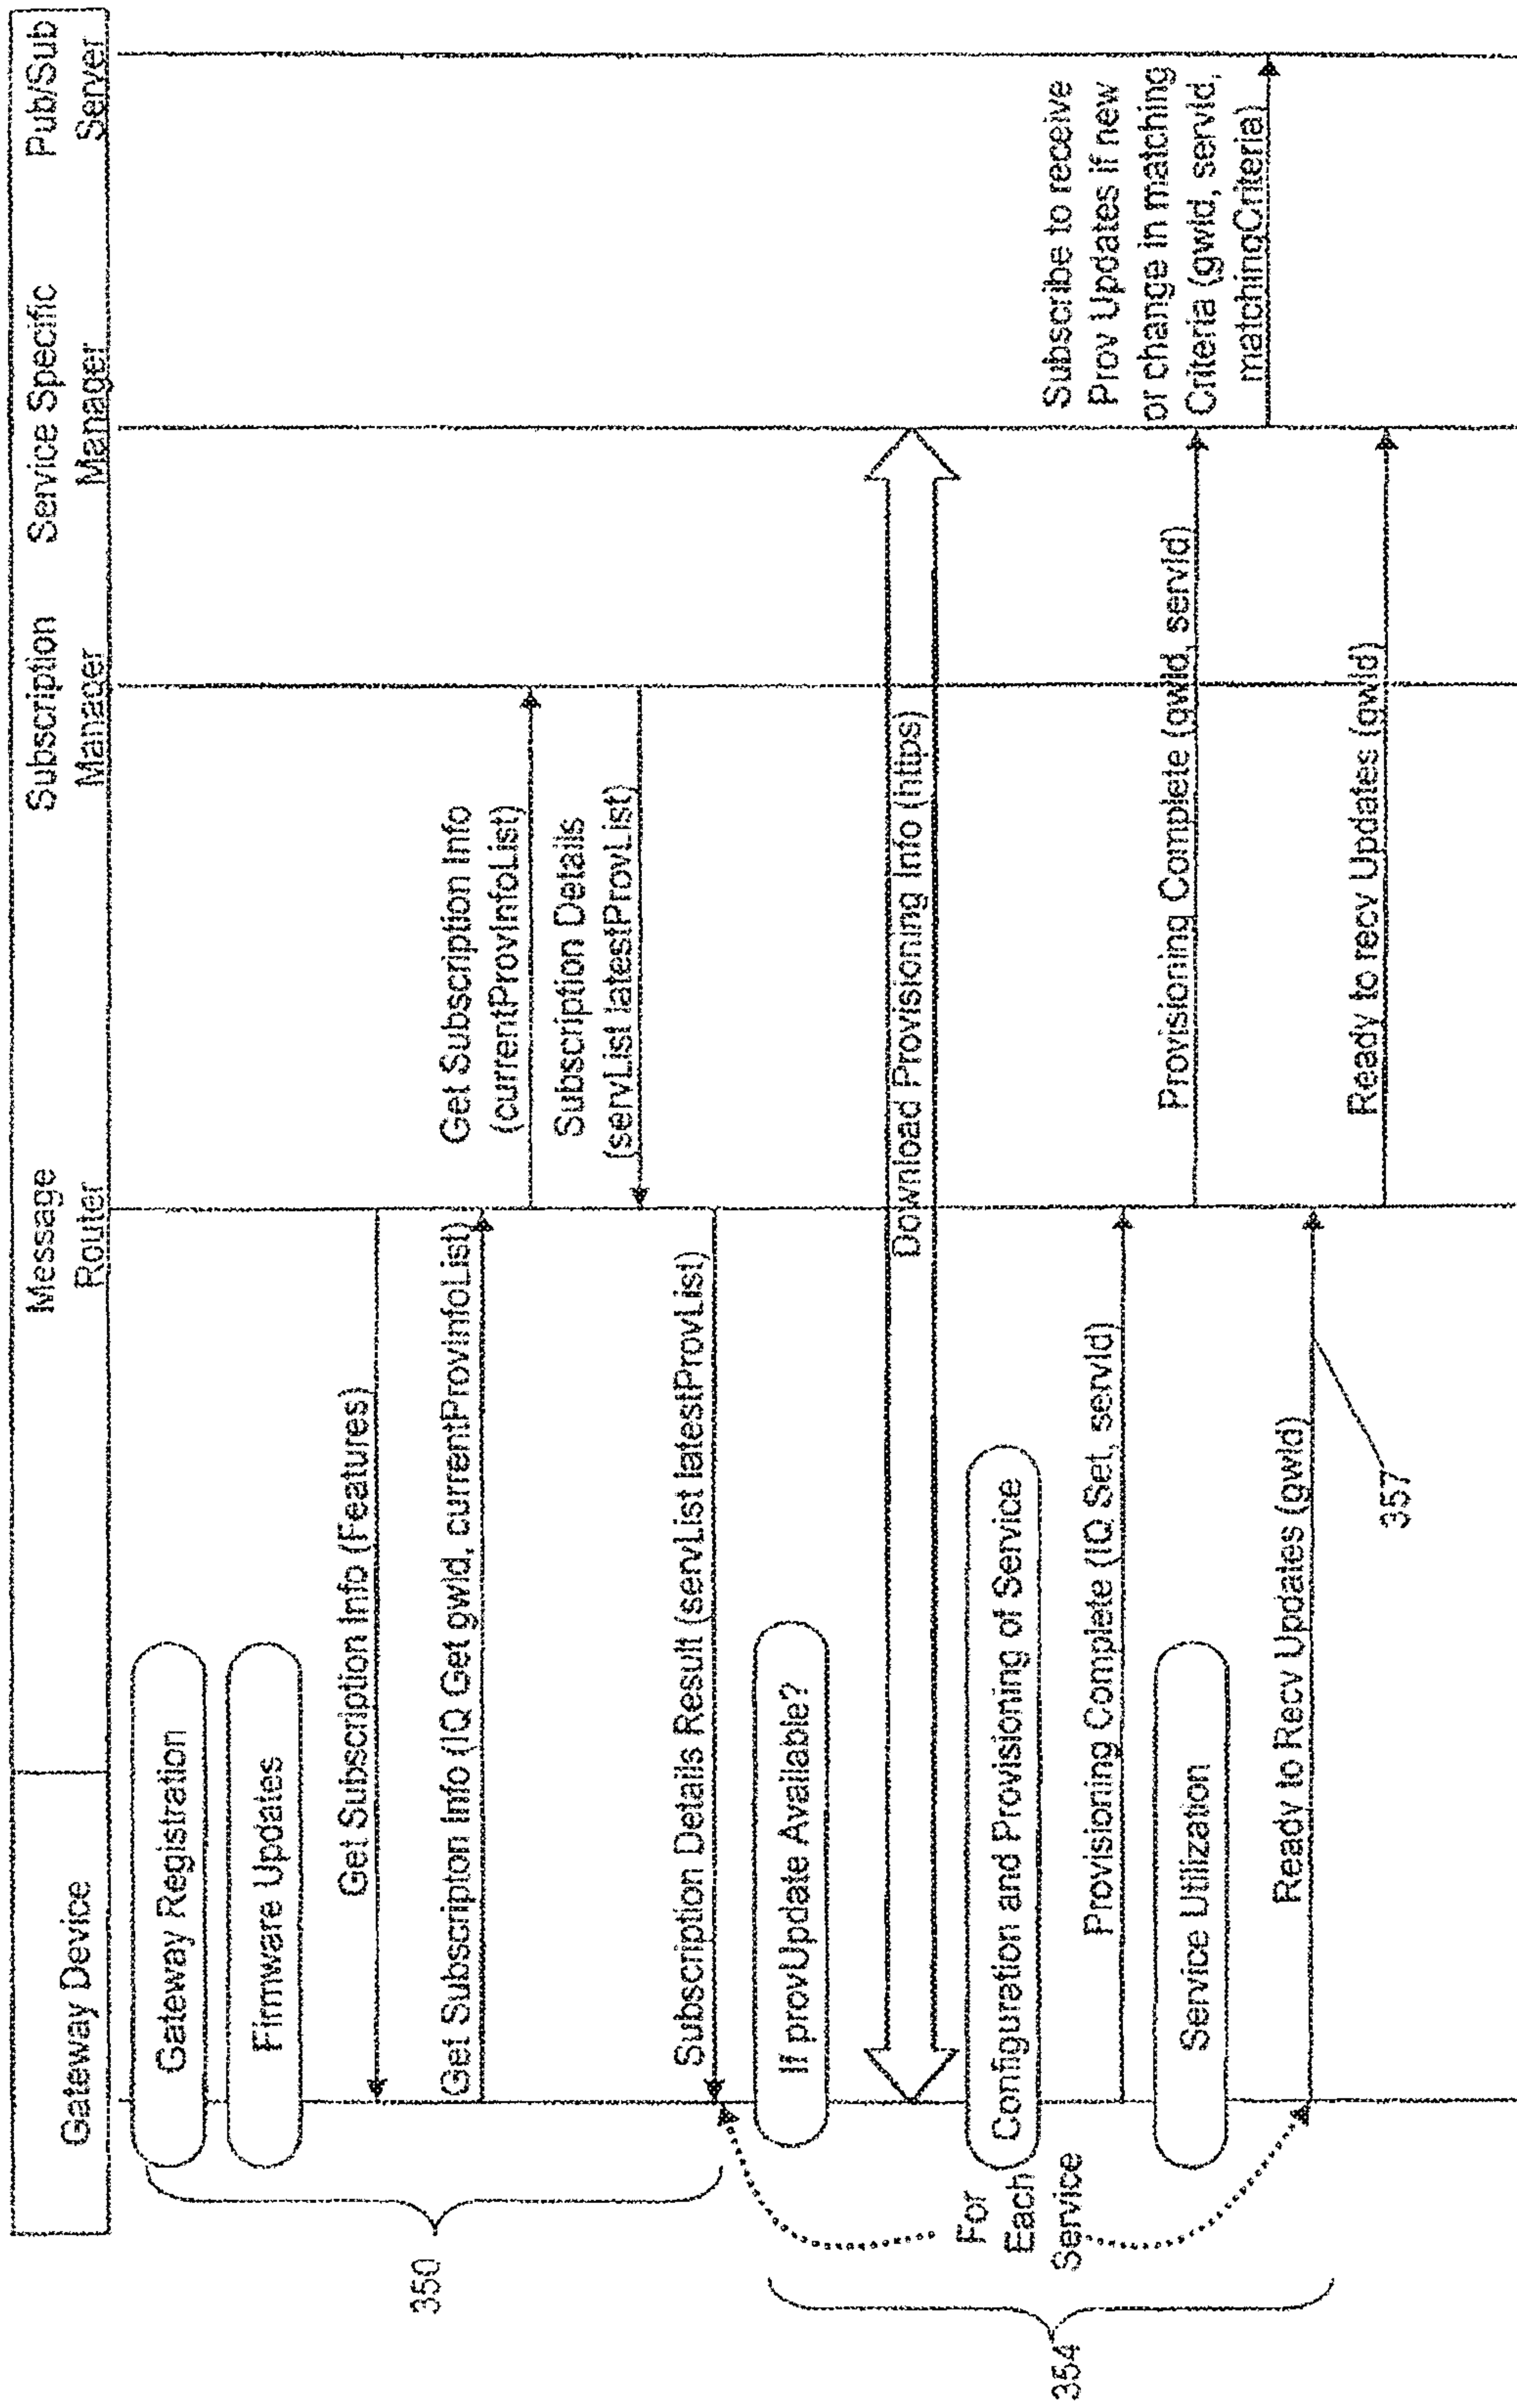 Gateway Device
Message
Router
Subscription
Manager
Service Specific
Manager
Pub/Sub
Server
Gateway Registration
Firmware Updates
Get Subscription Info (Features)
Get Subscripton Info (IQ Get gwId, currentProvInfoList)
Get Subscription Info
(currentProvInfoList)
Subscription Details
(servList latestProvList)
Subscription Details Result (servList latestProvList)
350
If provUpdate Available?
Download Provisioning Info (https)
Configuration and Provisioning of Service
For
Each
Service
354
Provisioning Complete (IQ Set, servId)
Provisioning Complete (gwId, servId)
Subscribe to receive
Prov Updates if new
or change in matching
Criteria (gwId, servId,
matchingCriteria)
Service Utilization
Ready to Recv Updates (gwId)
357
Ready to recv Updates (gwId)